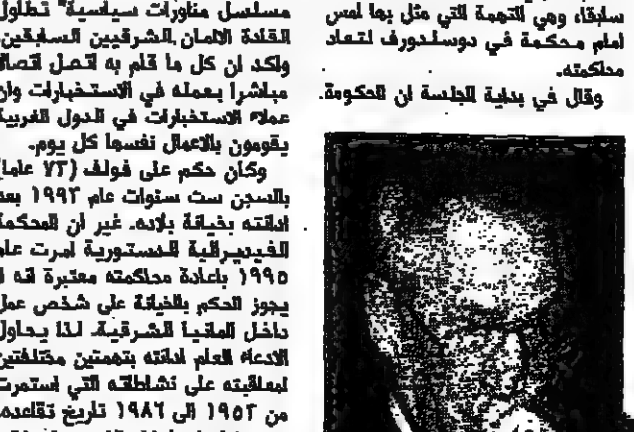 سابقا، وهي التهمة التي مثل بها امس
امام محكمة في دوسلدورف لتعاد
محاكمته.
وقال في بداية الجلسة ان الحكومة
مسلسل مناورات سياسية" تطاول
القادة الالمان الشرقيين السابقين.
واكد ان كل ما قام به اتصل اتصالا
مباشرا بعمله في الاستخبارات وان
عملاء الاستخبارات في الدول الغربية
يقومون بالاعمال نفسها كل يوم.
وكان حكم على فولف (٧٣ عاما)
بالسجن ست سنوات عام ١٩٩٣ بعد
ادانته بخيانة بلاده. غير ان المحكمة
الفيديرالية الدستورية امرت عام
١٩٩٥ باعادة محاكمته معتبرة انه لا
يجوز الحكم بالخيانة على شخص عمل
داخل المانيا الشرقية. لذا يحاول
الادعاء العام ادانته بتهمتين مختلفتين
لمعاقبته على نشاطاته التي استمرت
من ١٩٥٢ الى ١٩٨٦ تاريخ تقاعده.